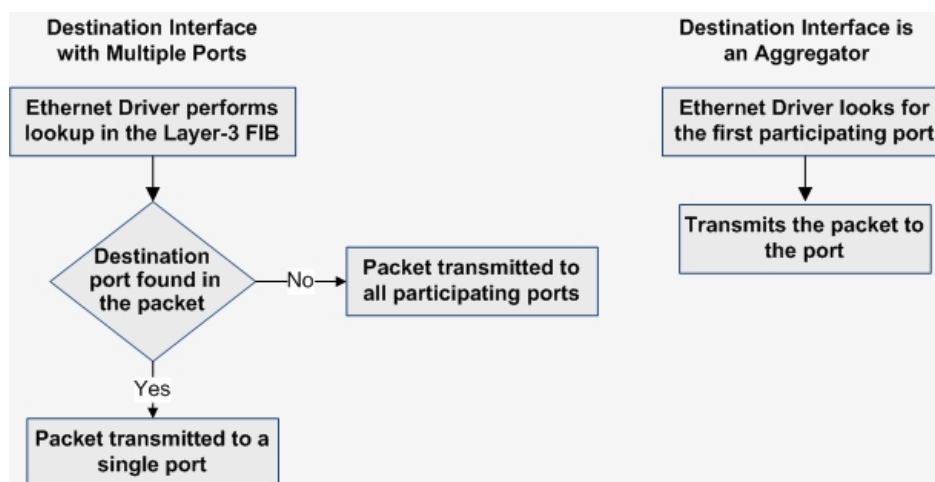 Destination Interface
with Multiple Ports
Ethernet Driver performs
lookup in the Layer-3 FIB
Destination
port found in
the packet
No
Packet transmitted to
all participating ports
Yes
Packet transmitted to a
single port
Destination Interface is
an Aggregator
Ethernet Driver looks for
the first participating port
Transmits the packet to
the port